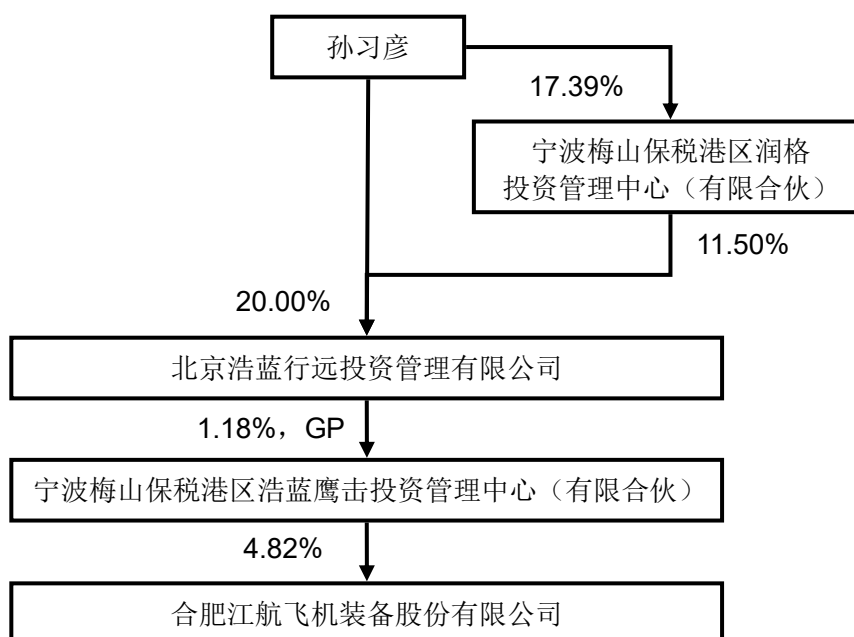 孙习彦
17.39%
宁波梅山保税港区润格
投资管理中心（有限合伙）
11.50%
20.00%
北京浩蓝行远投资管理有限公司
1.18%，GP
宁波梅山保税港区浩蓝鹰击投资管理中心（有限合伙）
4.82%
合肥江航飞机装备股份有限公司